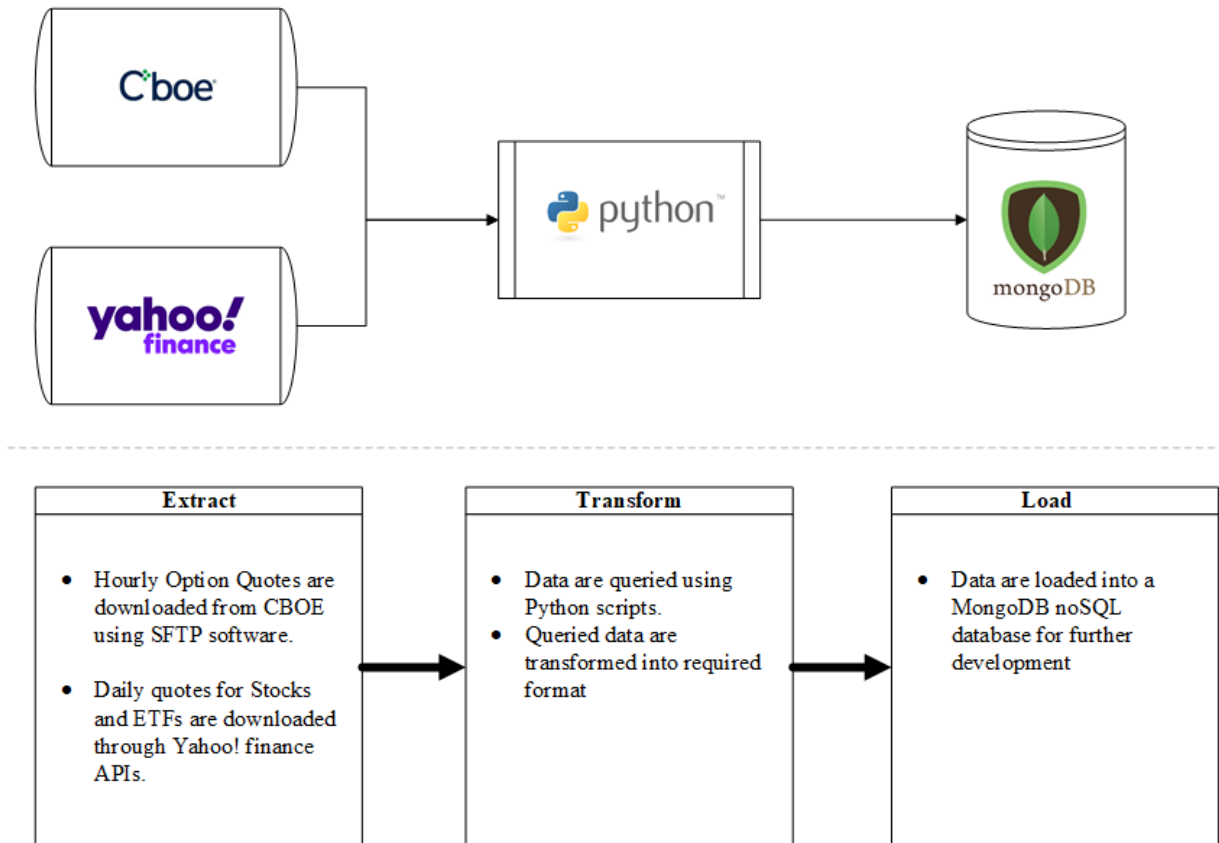 Cboe
python™
yahoo!
finance
mongoDB
Extract
• Hourly Option Quotes are
downloaded from CBOE
using SFTP software.
• Daily quotes for Stocks
and ETFs are downloaded
through Yahoo! finance
APIs.
Transform
• Data are queried using
Python scripts.
• Queried data are
transformed into required
format
Load
• Data are loaded into a
MongoDB noSQL
database for further
development